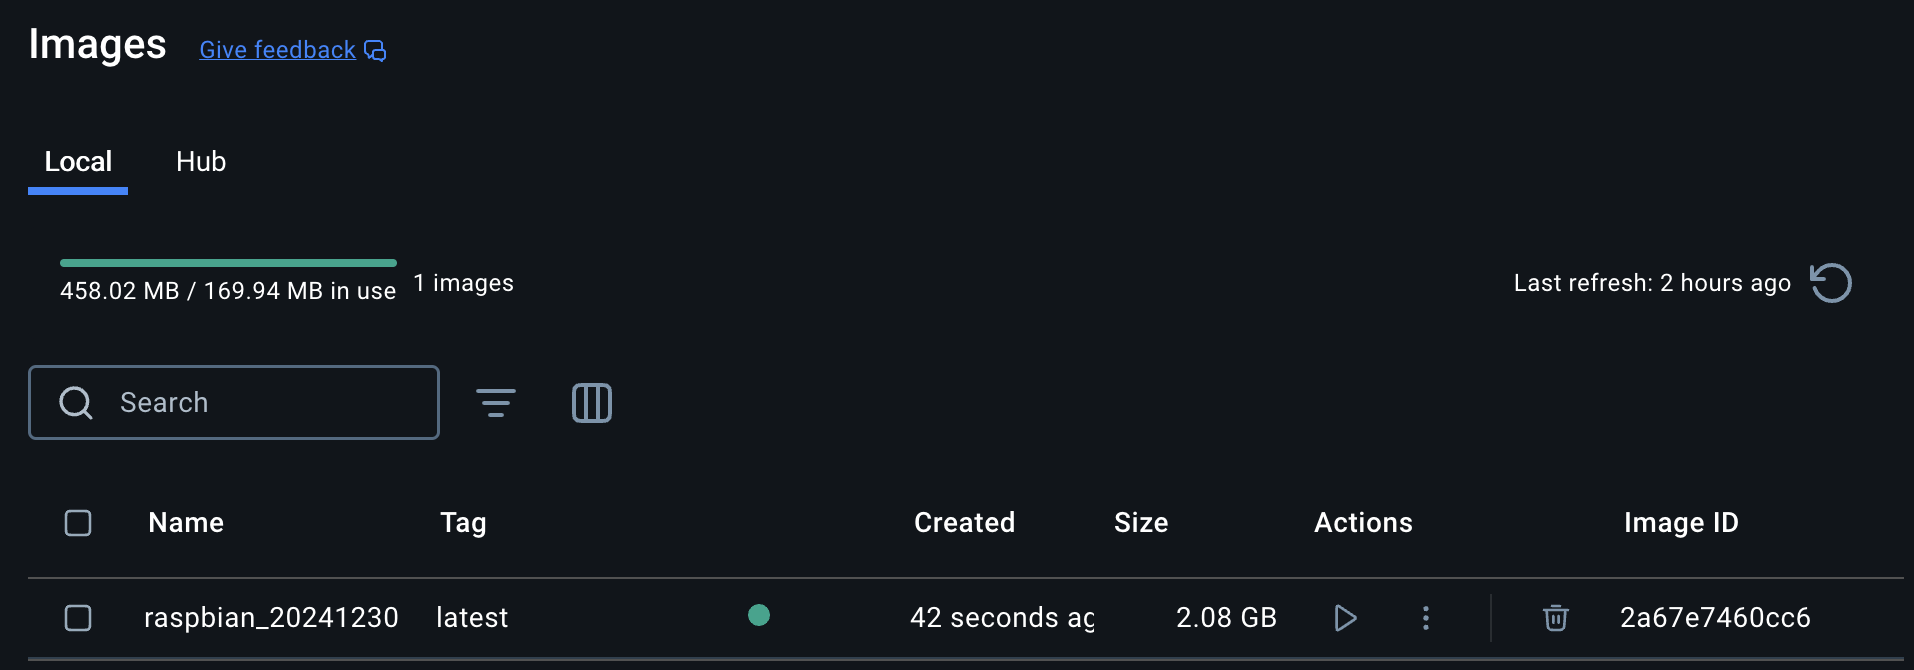 Images Give feedback
Local Hub
458.02 MB / 169.94 MB in use 1 images Last refresh: 2 hours ago
Search
Name Tag Created Size Actions Image ID
raspbian_20241230 latest 42 seconds ag 2.08 GB 2a67e7460cc6